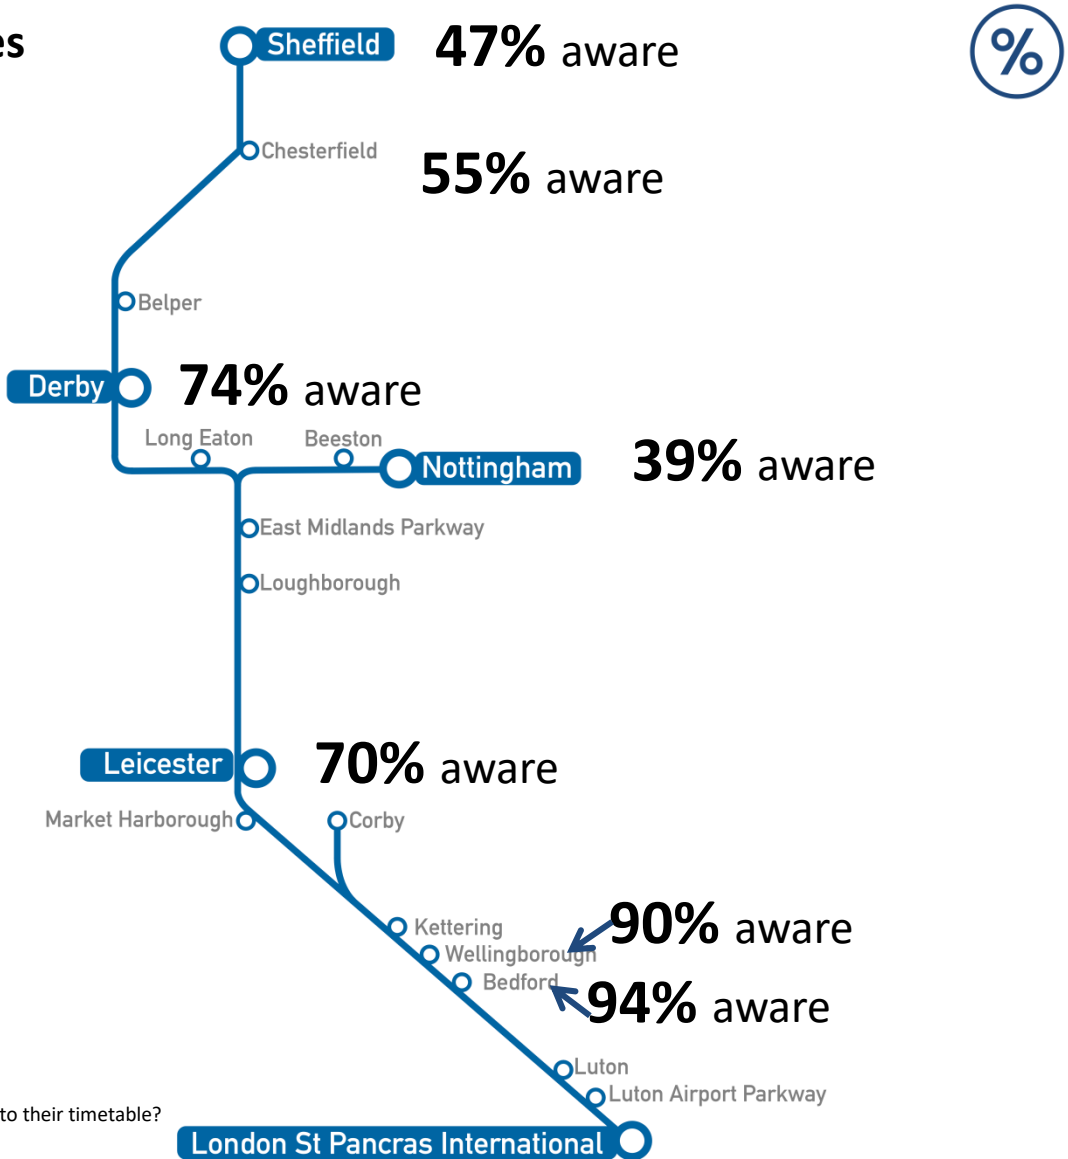 es
Sheffield 47% aware
%
Chesterfield
55% aware
Belper
Derby 74% aware
Long Eaton Beeston
Nottingham 39% aware
East Midlands Parkway
Loughborough
Leicester 70% aware
Market Harborough Corby
Kettering 90% aware
Wellingborough
Bedford 94% aware
Luton
Luton Airport Parkway
to their timetable?
London St Pancras International